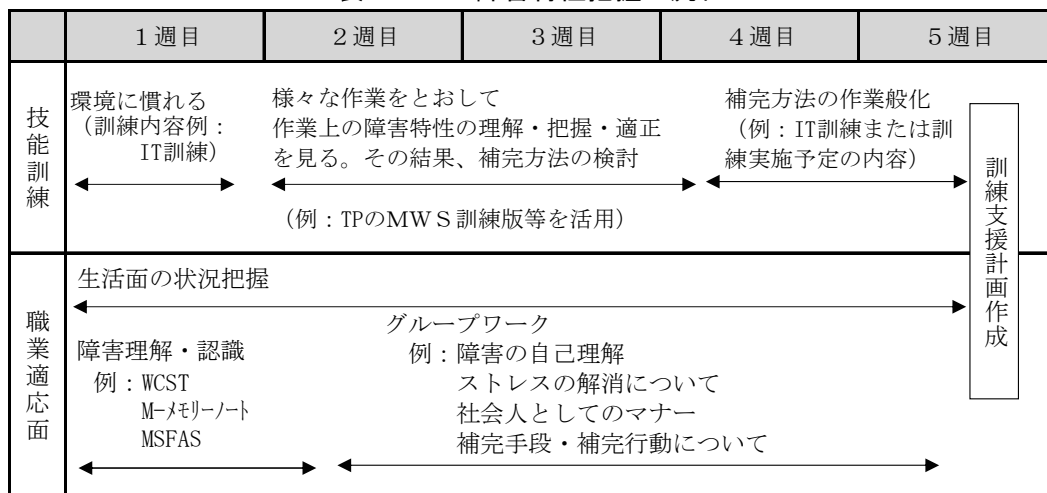 １週目
２週目
３週目
４週目
５週目
技能訓練
環境に慣れる
（訓練内容例：
IT訓練）
様々な作業をとおして
作業上の障害特性の理解・把握・適正
を見る。その結果、補完方法の検討
（例：TPのＭＷＳ訓練版等を活用）
補完方法の作業般化
（例：IT訓練または訓
練実施予定の内容）
訓練支援計画作成
職業適応面
生活面の状況把握
障害理解・認識
例：WCST
M-ﾒﾓﾘｰﾉｰﾄ
MSFAS
グループワーク
例：障害の自己理解
ストレスの解消について
社会人としてのマナー
補完手段・補完行動について